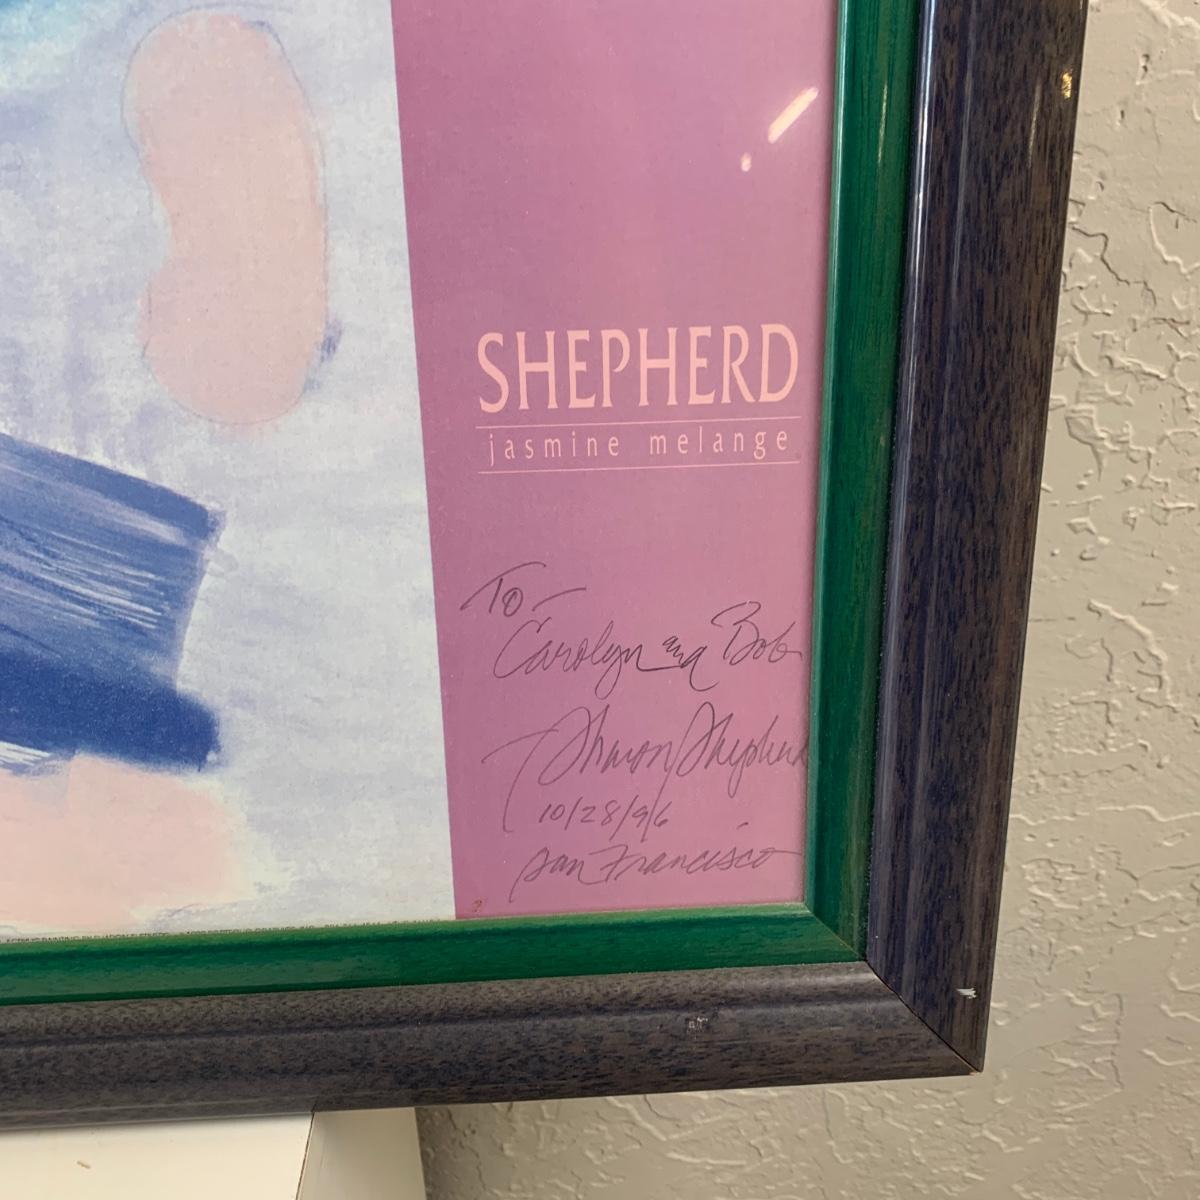 SHEPHERD
jasmine melange
To -
Carolyn and Bob
Sharon Shepherd
10/28/96
San Francisco